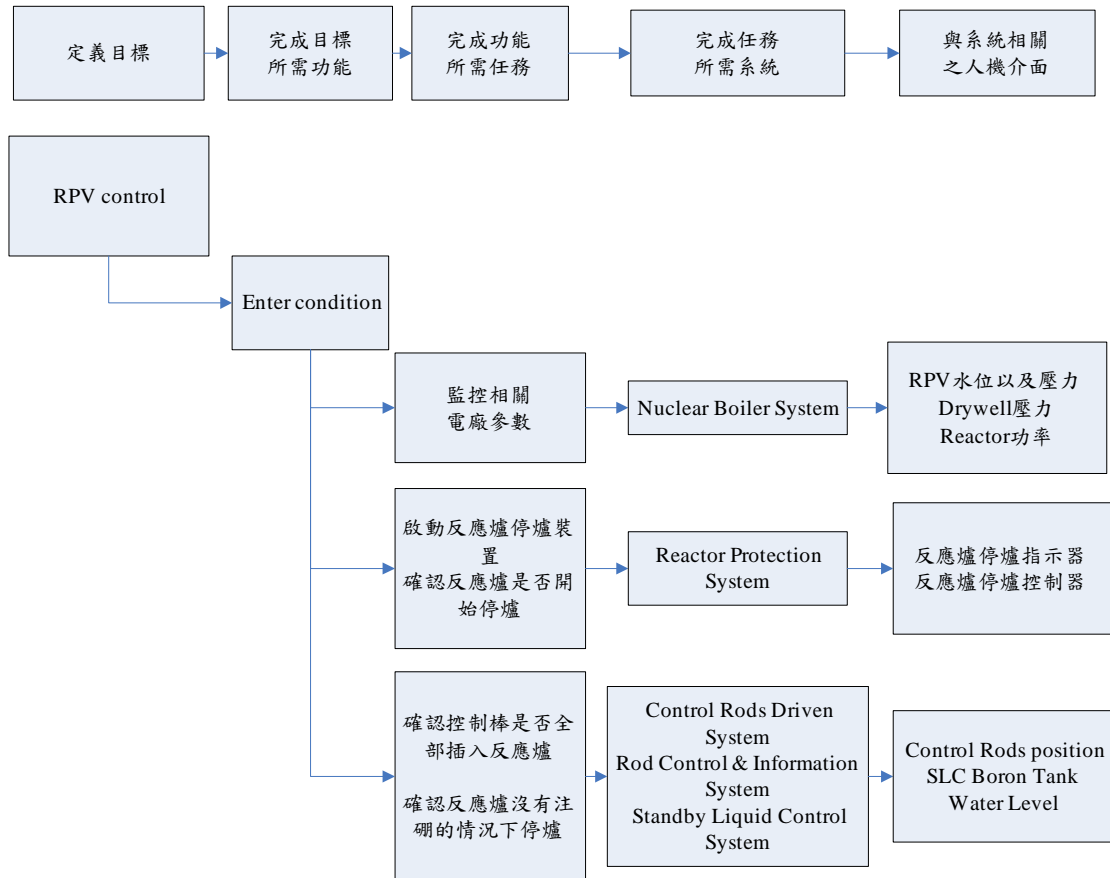 定義目標
完成目標
所需功能
完成功能
所需任務
完成任務
所需系統
與系統相關
之人機介面
RPV control
Enter condition
監控相關
電廠參數
Nuclear Boiler System
RPV水位以及壓力
Drywell壓力
Reactor功率
啟動反應爐停爐裝
置
確認反應爐是否開
始停爐
Reactor Protection
System
反應爐停爐指示器
反應爐停爐控制器
確認控制棒是否全
部插入反應爐
確認反應爐沒有注
硼的情況下停爐
Control Rods Driven
System
Rod Control & Information
System
Standby Liquid Control
System
Control Rods position
SLC Boron Tank
Water Level